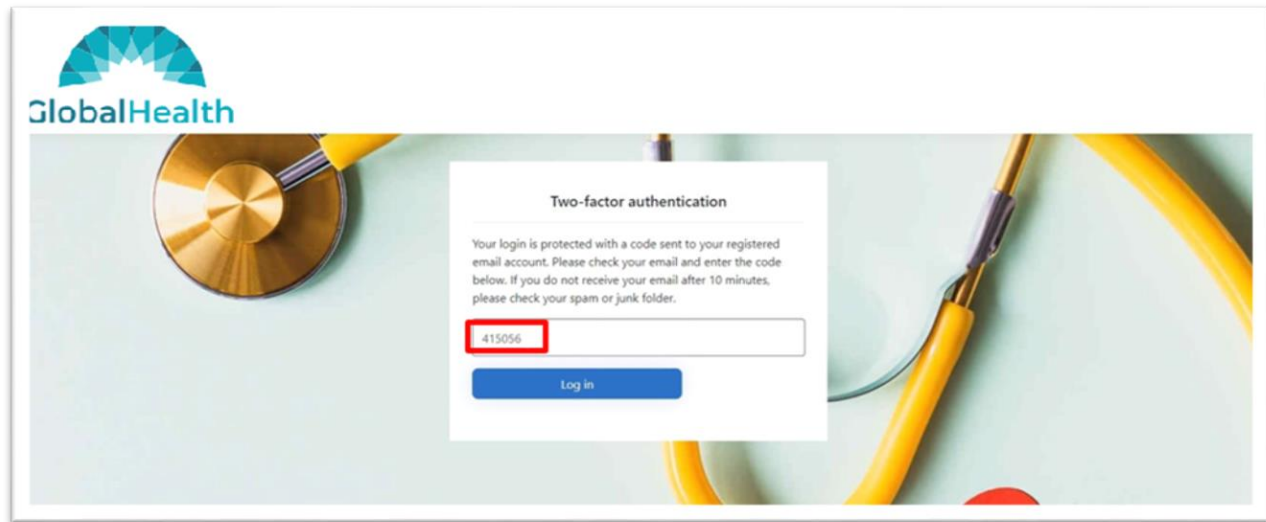 GlobalHealth
Two-factor authentication
Your login is protected with a code sent to your registered
email account. Please check your email and enter the code
below. If you do not receive your email after 10 minutes,
please check your spam or junk folder.
415056
Log in